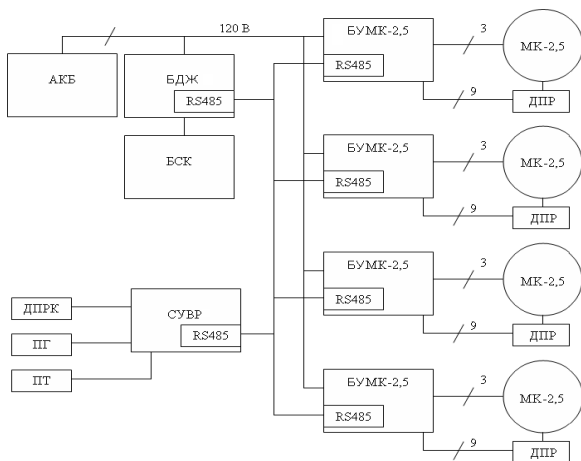 120 В
БУМК-2,5
3
МК-2,5
АКБ
БДЖ
RS485
RS485
9
ДПР
БСК
БУМК-2,5
3
МК-2,5
RS485
9
ДПР
БУМК-2,5
3
МК-2,5
ДПРК
СУВР
RS485
RS485
9
ДПР
ПГ
ПТ
БУМК-2,5
3
МК-2,5
RS485
9
ДПР